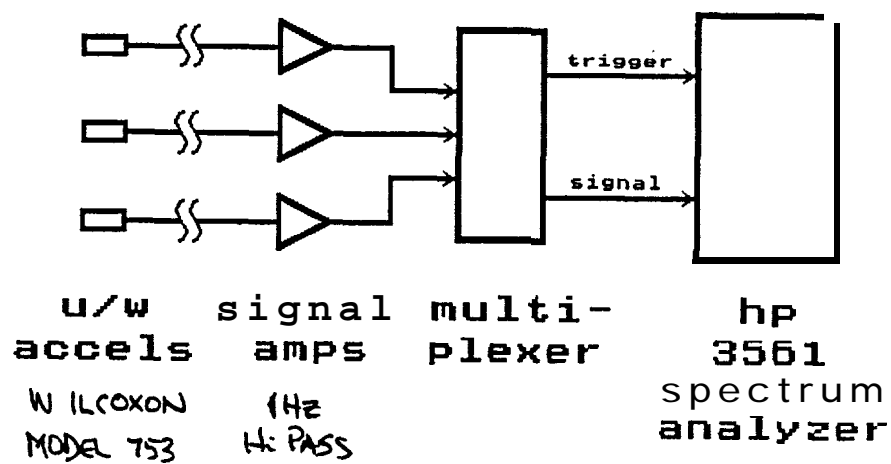 trigger
signal
u/w
accels
WILCOXON
MODEL 753
signal
amps
1Hz
Hi PASS
multi-
plexer
hp
3561
spectrum
analyzer